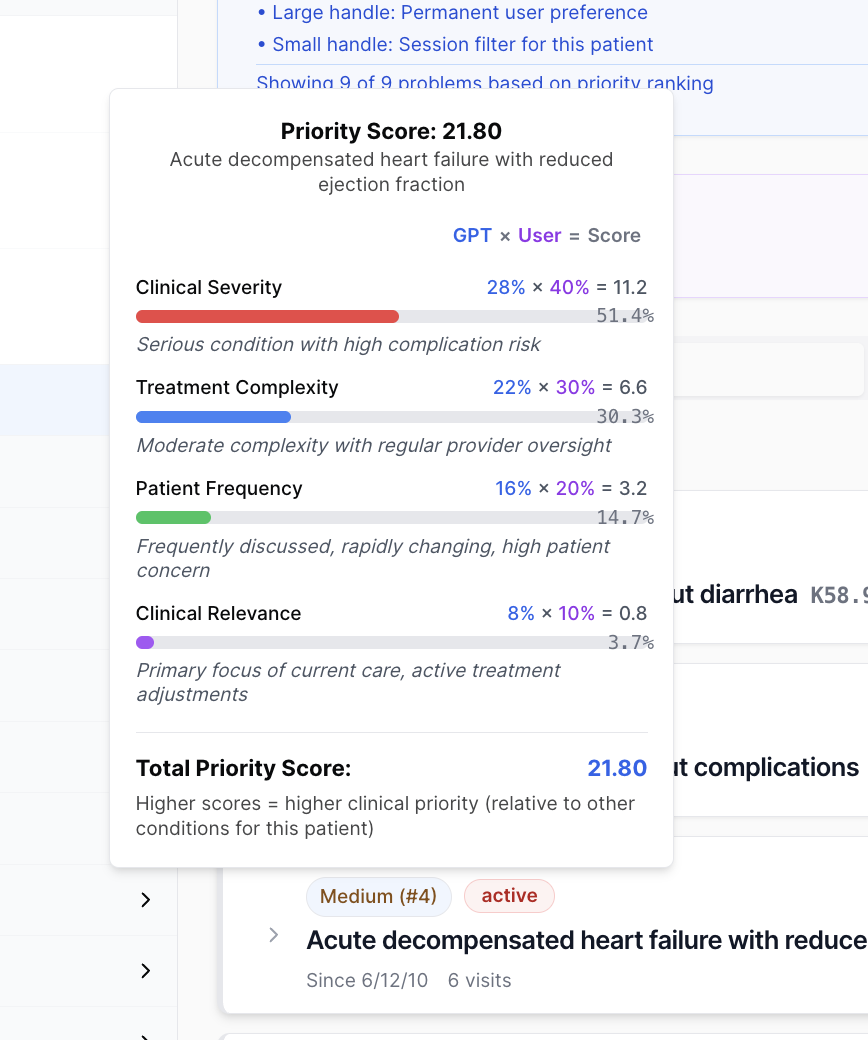 • Large handle: Permanent user preference
• Small handle: Session filter for this patient
Showing 9 of 9 problems based on priority ranking
Priority Score: 21.80
Acute decompensated heart failure with reduced
ejection fraction
GPT × User = Score
Clinical Severity 28% × 40% = 11.2
51.4%
Serious condition with high complication risk
Treatment Complexity 22% × 30% = 6.6
30.3%
Moderate complexity with regular provider oversight
Patient Frequency 16% × 20% = 3.2
14.7%
Frequently discussed, rapidly changing, high patient
concern
Clinical Relevance 8% × 10% = 0.8
3.7%
Primary focus of current care, active treatment
adjustments
Total Priority Score: 21.80
Higher scores = higher clinical priority (relative to other
conditions for this patient)
ut diarrhea K58.9
ut complications
Medium (#4) active
Acute decompensated heart failure with reduce
Since 6/12/10 6 visits